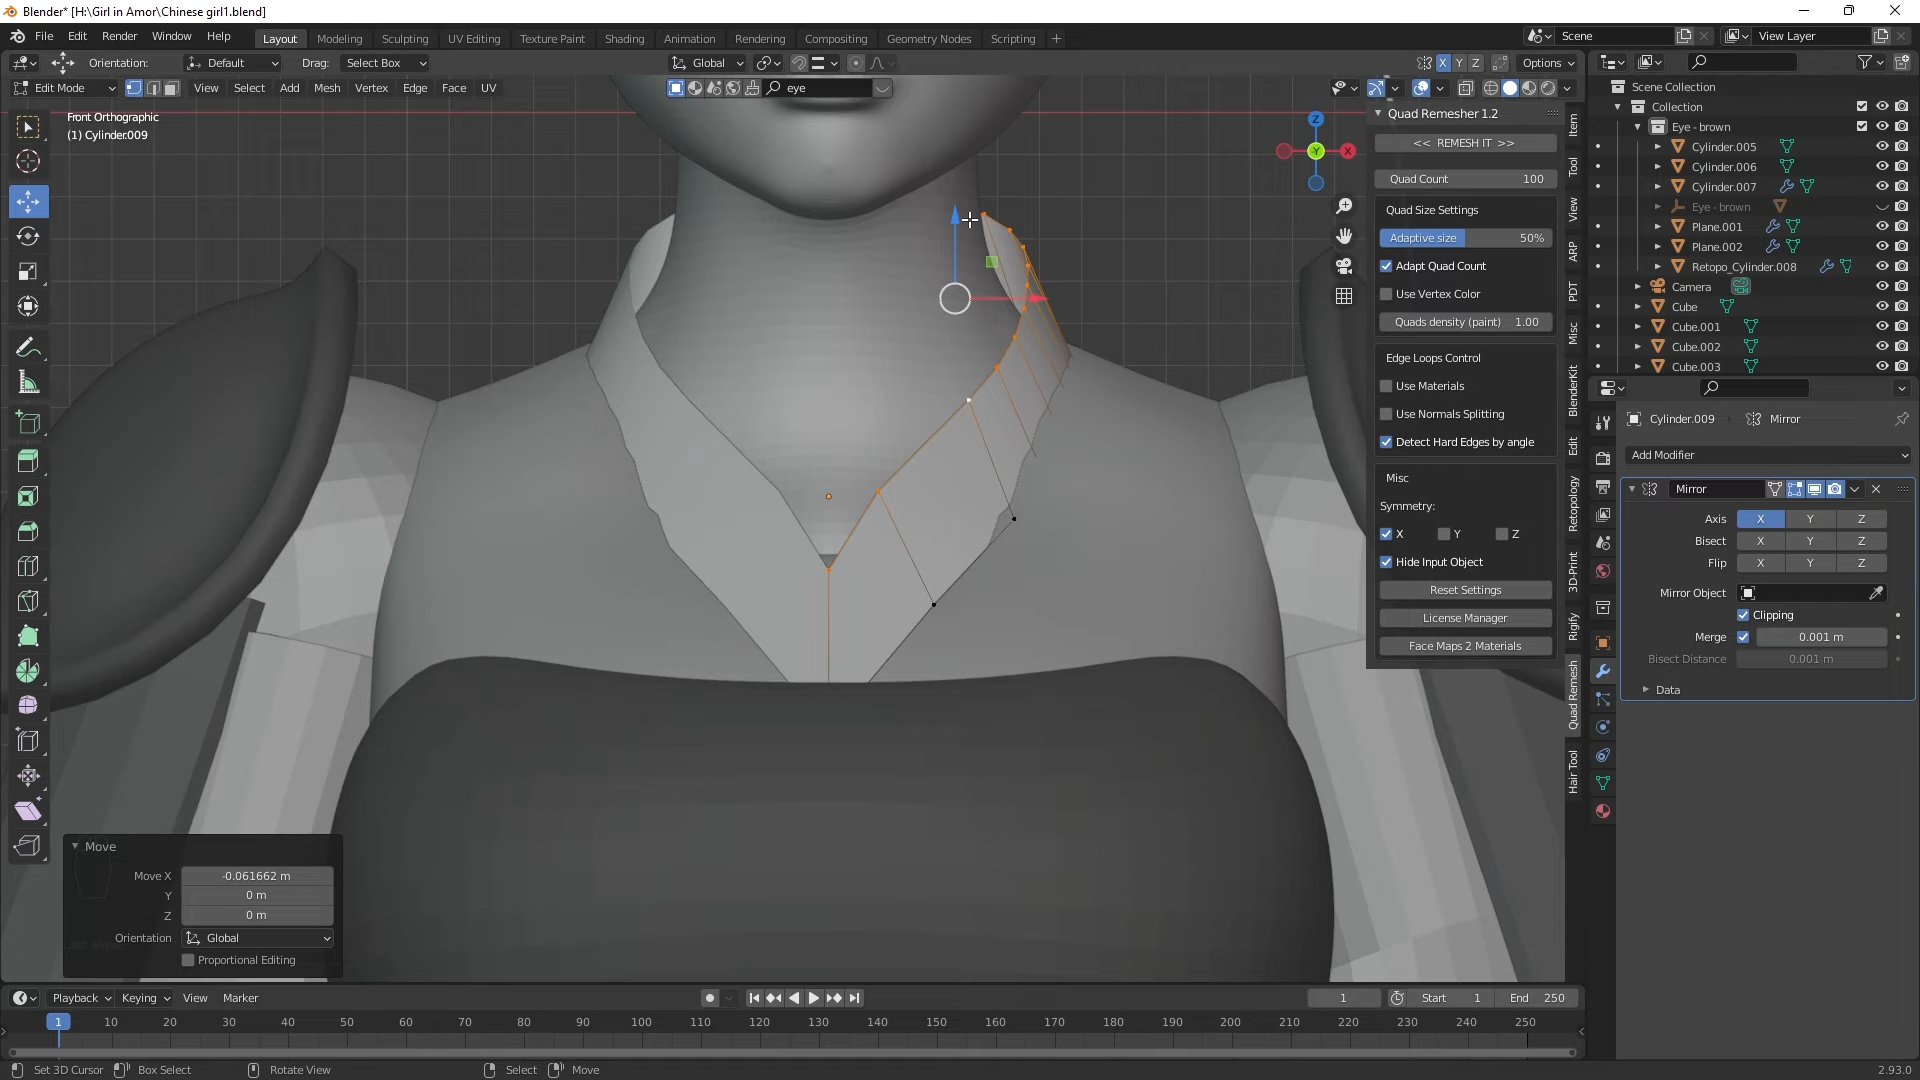 Blender* [H:\Girl in Amor\Chinese girl1.blend]
File Edit Render Window Help Layout Modeling Sculpting UV Editing Texture Paint Shading Animation Rendering Compositing Geometry Nodes Scripting Scene View Layer
Orientation: Default Drag: Select Box Global X Y Z Options
Edit Mode View Select Add Mesh Vertex Edge Face UV eye
Front Orthographic
(1) Cylinder.009
Z
Y
X
Quad Remesher 1.2
<< REMESH IT >>
Quad Count 100
Quad Size Settings
Adaptive size 50%
Adapt Quad Count
Use Vertex Color
Quads density (paint) 1.00
Edge Loops Control
Use Materials
Use Normals Splitting
Detect Hard Edges by angle
Misc
Symmetry:
X Y Z
Hide Input Object
Reset Settings
License Manager
Face Maps 2 Materials
Item
Tool
View
ARP
PDT
Misc
BlenderKit
Edit
Retopology
3D-Print
Rigify
Quad Remesh
Hair Tool
Scene Collection
Collection
Eye - brown
Cylinder.005
Cylinder.006
Cylinder.007
Eye - brown
Plane.001
Plane.002
Retopo_Cylinder.008
Camera
Cube
Cube.001
Cube.002
Cube.003
Cylinder.009 Mirror
Add Modifier
Mirror
Axis X Y Z
Bisect X Y Z
Flip X Y Z
Mirror Object
Clipping
Merge 0.001 m
Bisect Distance 0.001 m
Data
Move
Move X -0.061662 m
Y 0 m
Z 0 m
Orientation Global
Proportional Editing
Playback Keying View Marker 1 Start 1 End 250
1 10 20 30 40 50 60 70 80 90 100 110 120 130 140 150 160 170 180 190 200 210 220 230 240 250
Set 3D Cursor Box Select Rotate View Select Move 2.93.0